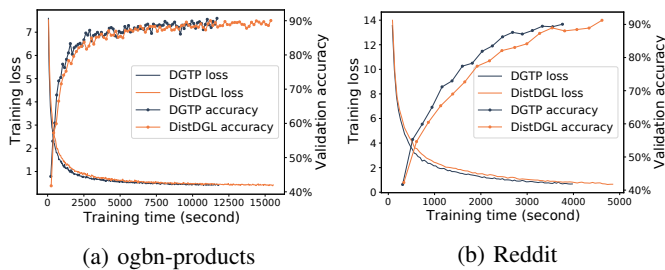 7
6
5
4
3
2
1
Training loss
90%
80%
70%
60%
50%
40%
Validation accuracy
DGTP loss
DistDGL loss
DGTP accuracy
DistDGL accuracy
0 2500 5000 7500 10000 12500 15000
Training time (second)
(a) ogbn-products
14
12
10
8
6
4
2
0
Training loss
90%
80%
70%
60%
50%
40%
Validation accuracy
DGTP loss
DistDGL loss
DGTP accuracy
DistDGL accuracy
0 1000 2000 3000 4000 5000
Training time (second)
(b) Reddit